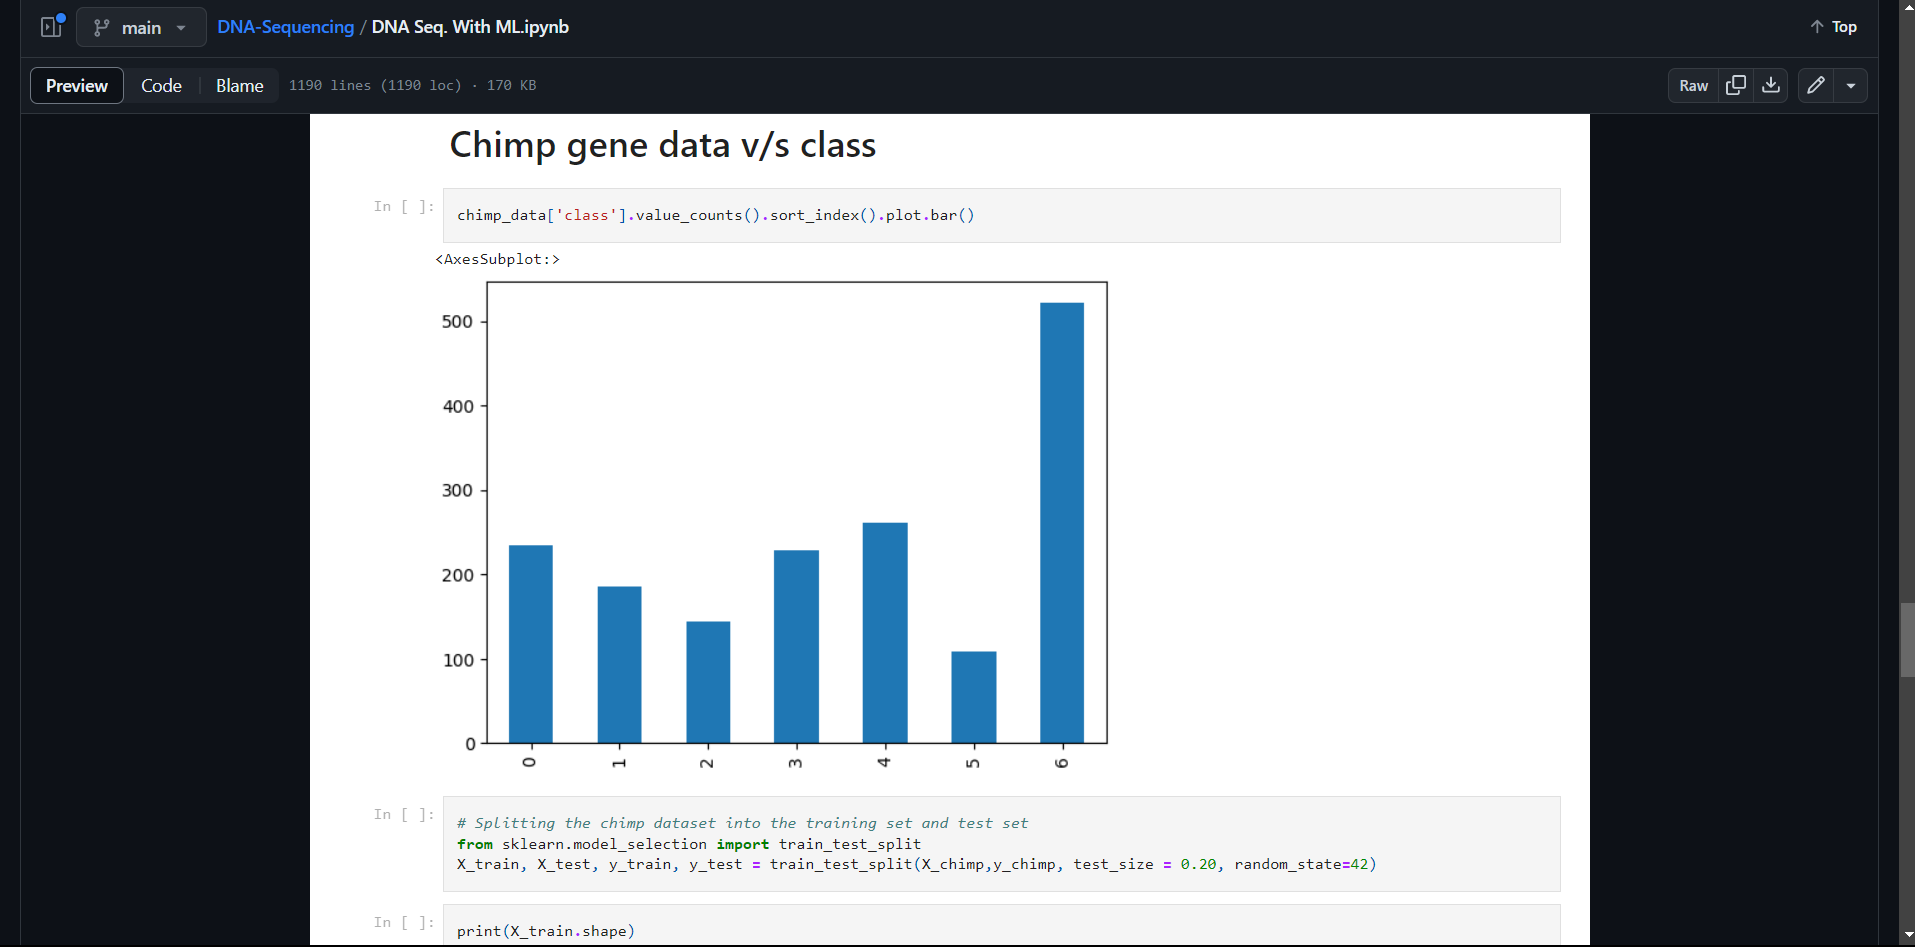 main
DNA-Sequencing / DNA Seq. With ML.ipynb
Top
Preview Code Blame 1190 lines (1190 loc) · 170 KB
Raw
Chimp gene data v/s class
In [ ]: chimp_data['class'].value_counts().sort_index().plot.bar()
<AxesSubplot:>
500
400
300
200
100
0
0 1 2 3 4 5 6
In [ ]: # Splitting the chimp dataset into the training set and test set
from sklearn.model_selection import train_test_split
X_train, X_test, y_train, y_test = train_test_split(X_chimp,y_chimp, test_size = 0.20, random_state=42)
In [ ]: print(X_train.shape)